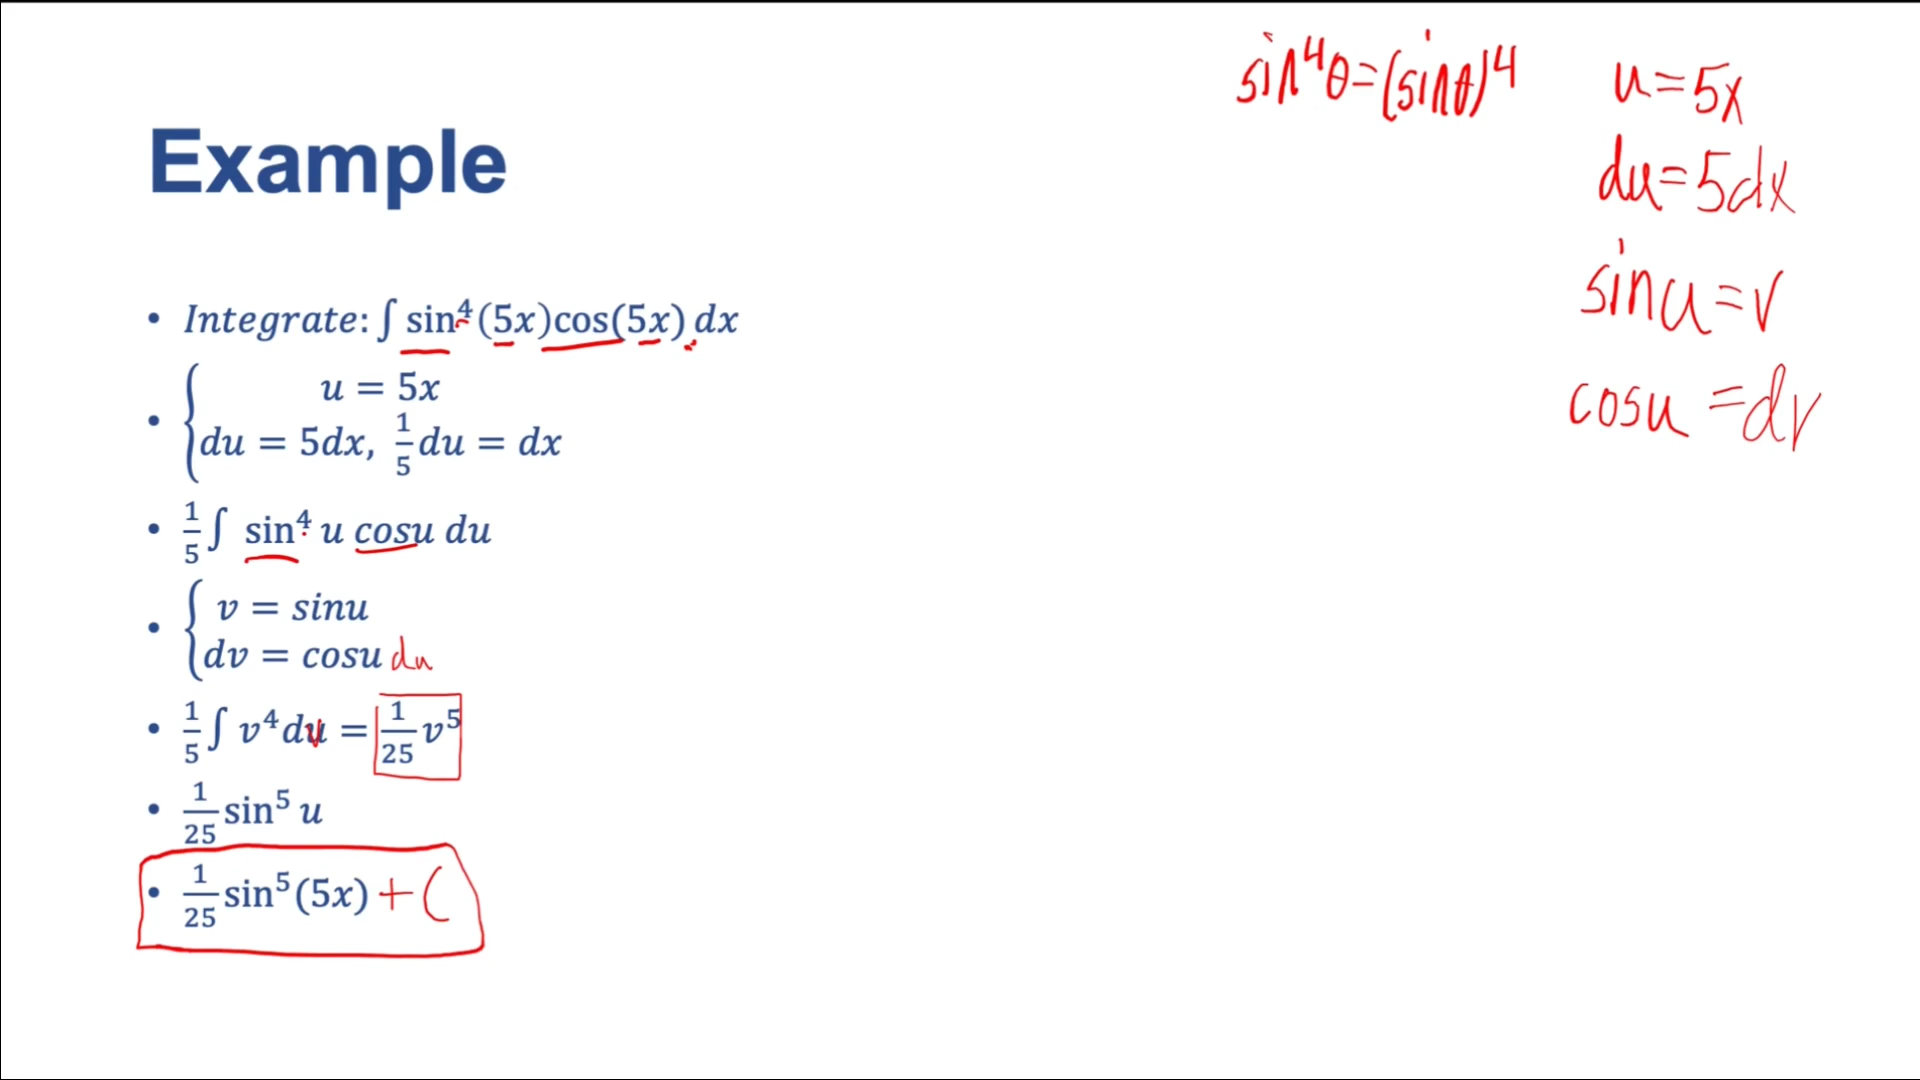 sin⁴θ=(sinθ)⁴
u=5x
du=5dx
sinu=v
cosu=dv
Example
• Integrate: ∫ sin⁴(5x)cos(5x) dx
• { u = 5x
du = 5dx, 1/5 du = dx
• 1/5 ∫ sin⁴ u cosu du
• { v = sinu
dv = cosu du
• 1/5 ∫ v⁴dv = 1/25 v⁵
• 1/25 sin⁵ u
• 1/25 sin⁵(5x) + C